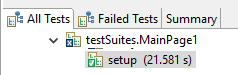 All Tests Failed Tests Summary
testSuites.MainPage1
setup (21.581 s)